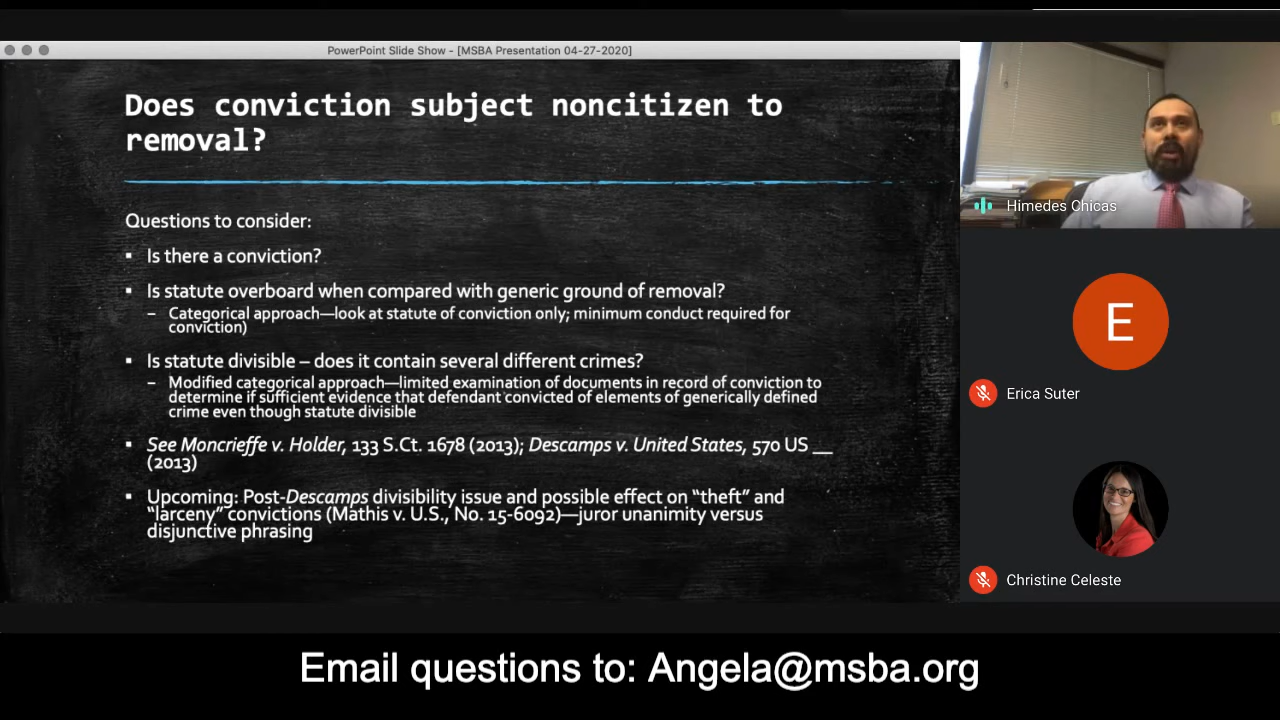 PowerPoint Slide Show - [MSBA Presentation 04-27-2020]
Does conviction subject noncitizen to
removal?
Questions to consider:
▪ Is there a conviction?
▪ Is statute overboard when compared with generic ground of removal?
– Categorical approach—look at statute of conviction only; minimum conduct required for
conviction)
▪ Is statute divisible – does it contain several different crimes?
– Modified categorical approach—limited examination of documents in record of conviction to
determine if sufficient evidence that defendant convicted of elements of generically defined
crime even though statute divisible
▪ See Moncrieffe v. Holder, 133 S.Ct. 1678 (2013); Descamps v. United States, 570 US __
(2013)
▪ Upcoming: Post-Descamps divisibility issue and possible effect on “theft” and
“larceny” convictions (Mathis v. U.S., No. 15-6092)—juror unanimity versus
disjunctive phrasing
Himedes Chicas
E
Erica Suter
Christine Celeste
Email questions to: Angela@msba.org